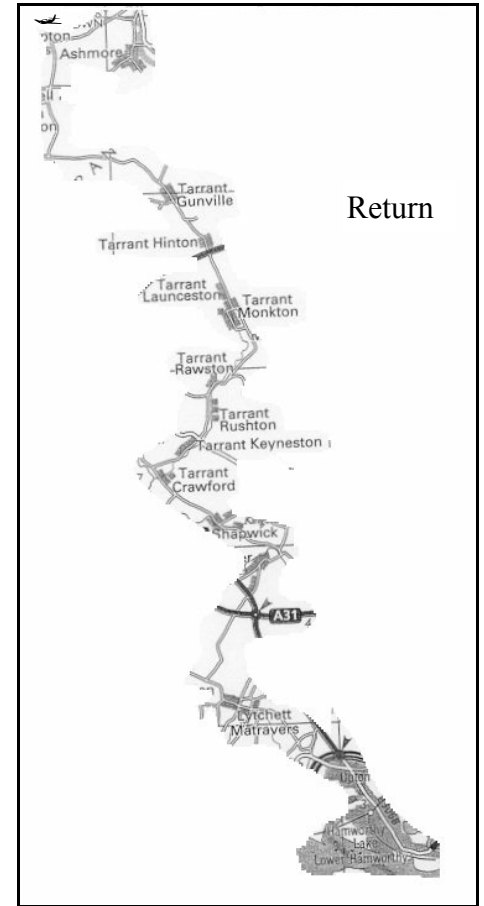 Ashmore
Tarrant
Gunville
Return
Tarrant Hinton
Tarrant
Launceston
Tarrant
Monkton
Tarrant
-Rawston
Tarrant
Rushton
Tarrant Keyneston
Tarrant
Crawford
Shapwick
A31
4
Lytchett
Matravers
Upton
Hamworthy
Lake
Lower Hamworthy